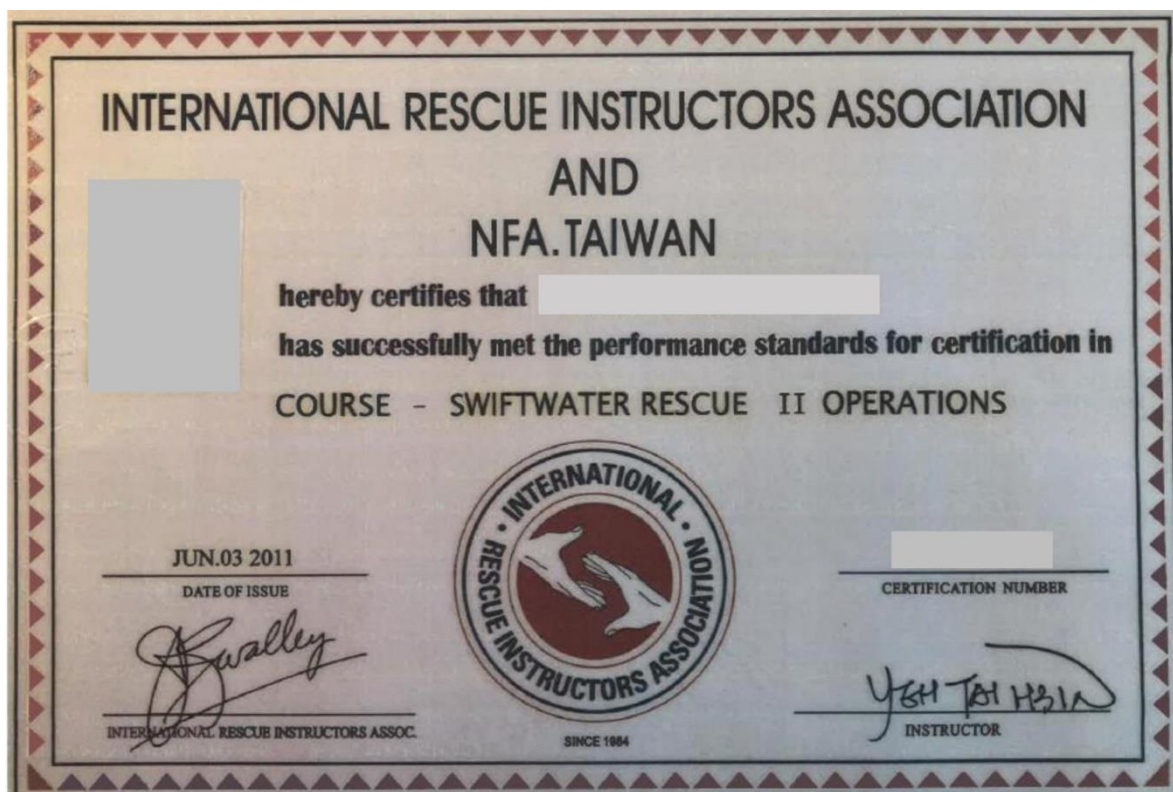 INTERNATIONAL RESCUE INSTRUCTORS ASSOCIATION
AND
NFA.TAIWAN
hereby certifies that
has successfully met the performance standards for certification in
COURSE - SWIFTWATER RESCUE II OPERATIONS
INTERNATIONAL · RESCUE INSTRUCTORS ASSOCIATION ·
SINCE 1984
JUN.03 2011
DATE OF ISSUE
CERTIFICATION NUMBER
INTERNATIONAL RESCUE INSTRUCTORS ASSOC.
YEH TAI HSIN
INSTRUCTOR